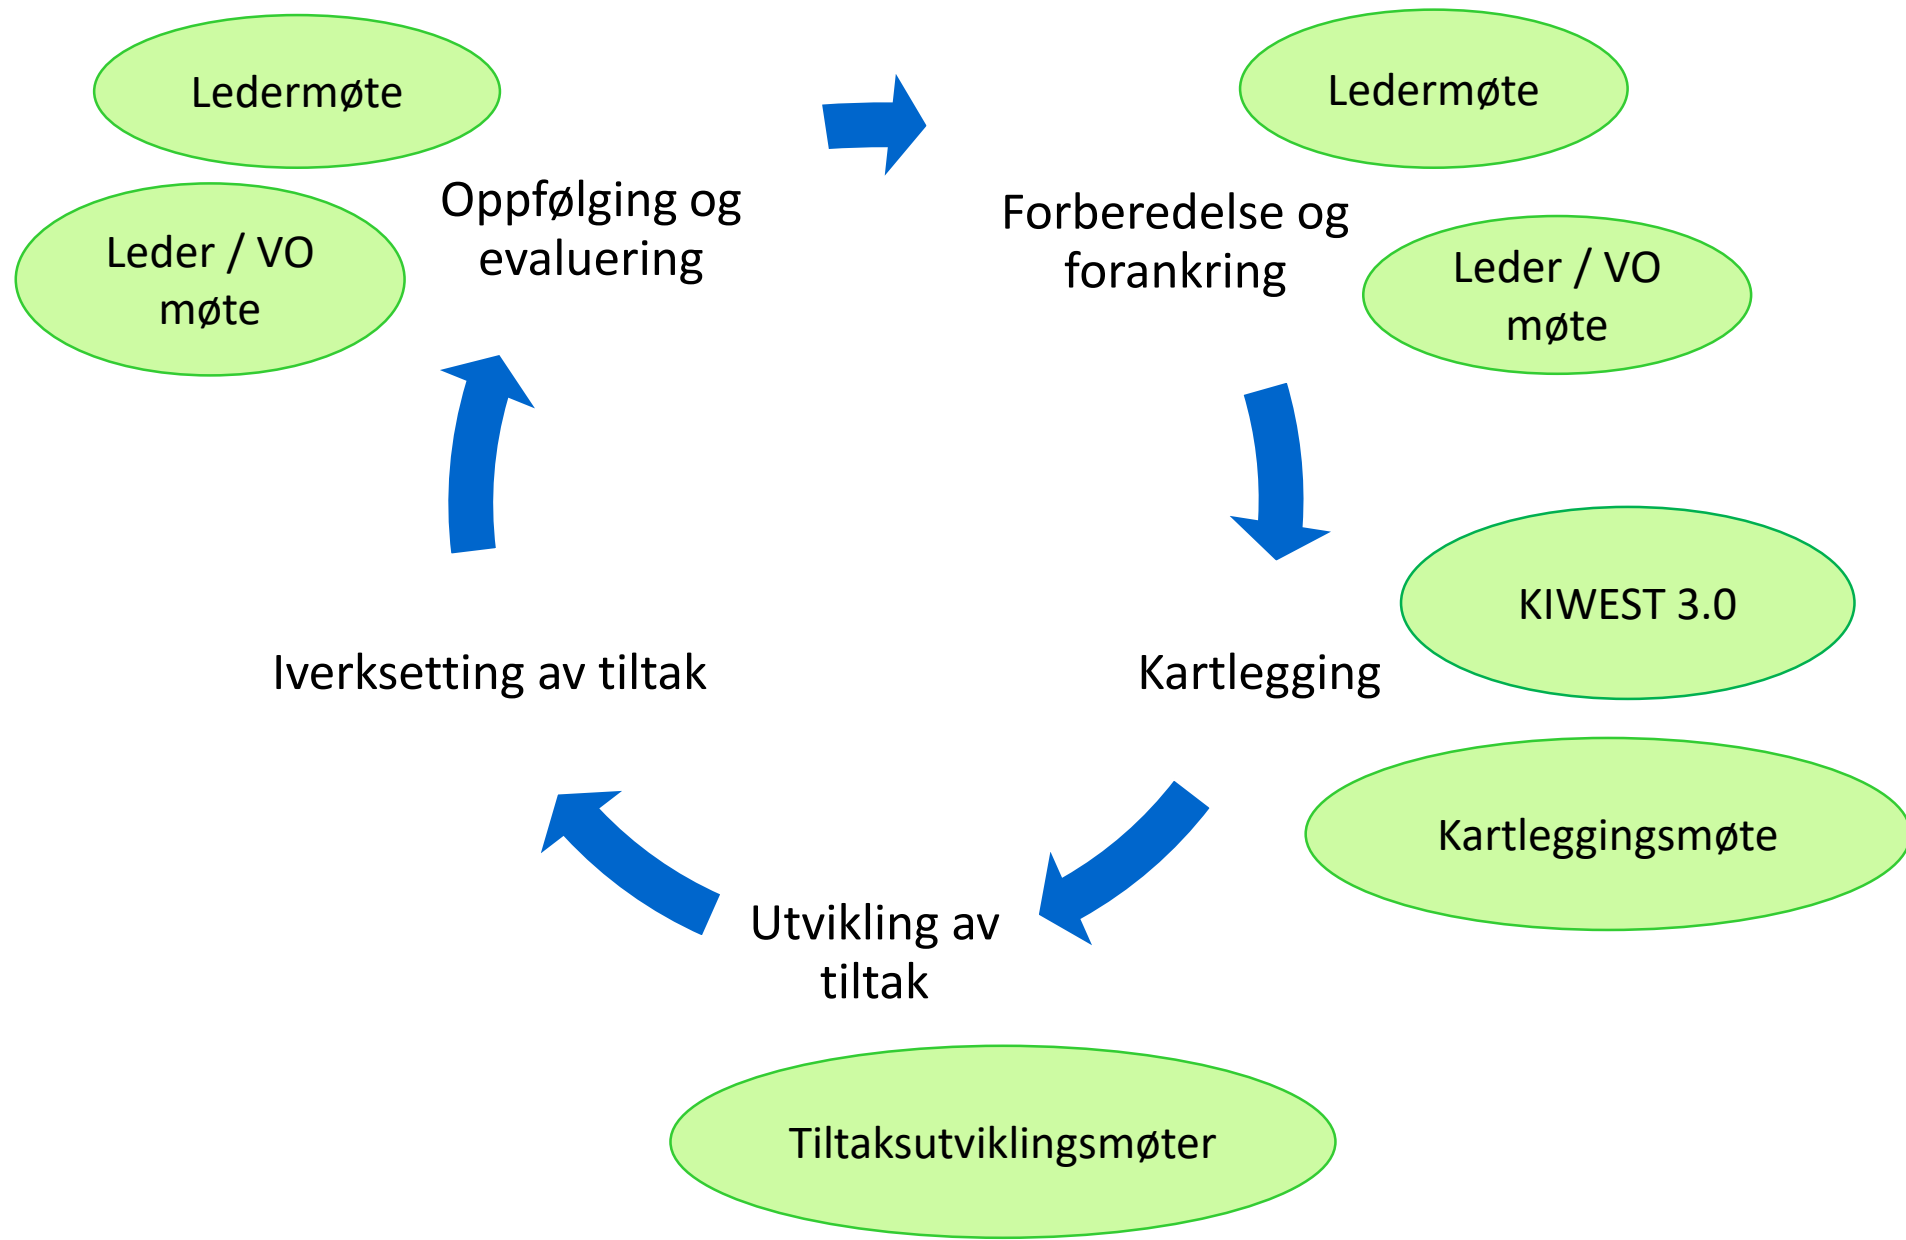 Ledermøte
Leder / VO
møte
Oppfølging og
evaluering
Ledermøte
Forberedelse og
forankring
Leder / VO
møte
KIWEST 3.0
Kartlegging
Kartleggingsmøte
Iverksetting av tiltak
Utvikling av
tiltak
Tiltaksutviklingsmøter